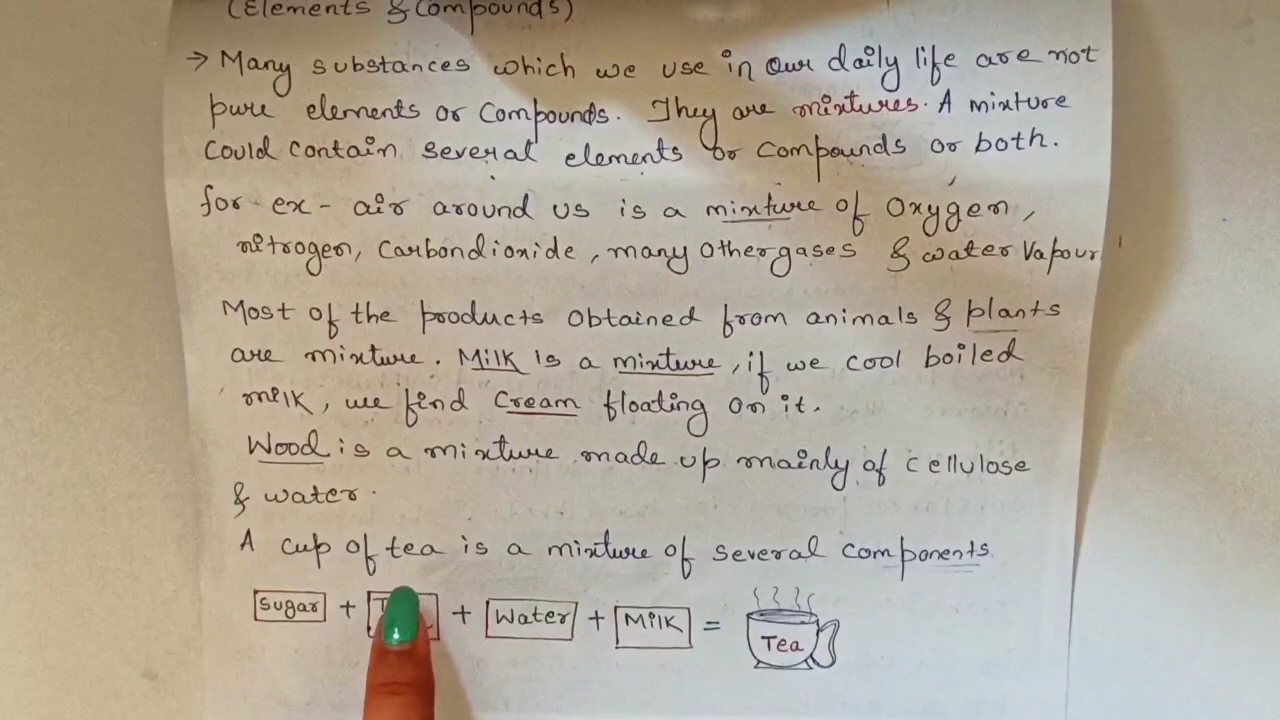 (Elements & Compounds)
→ Many substances which we use in our daily life are not
pure elements or compounds. They are mixtures. A mixture
could contain several elements or compounds or both.
for ex- air around us is a mixture of Oxygen,
nitrogen, Carbondioxide, many other gases & water vapour
Most of the products obtained from animals & plants
are mixture. Milk is a mixture, if we cool boiled
milk, we find cream floating on it.
Wood is a mixture made up mainly of cellulose
& water.
A cup of tea is a mixture of several components.
Sugar + + Water + Milk = Tea